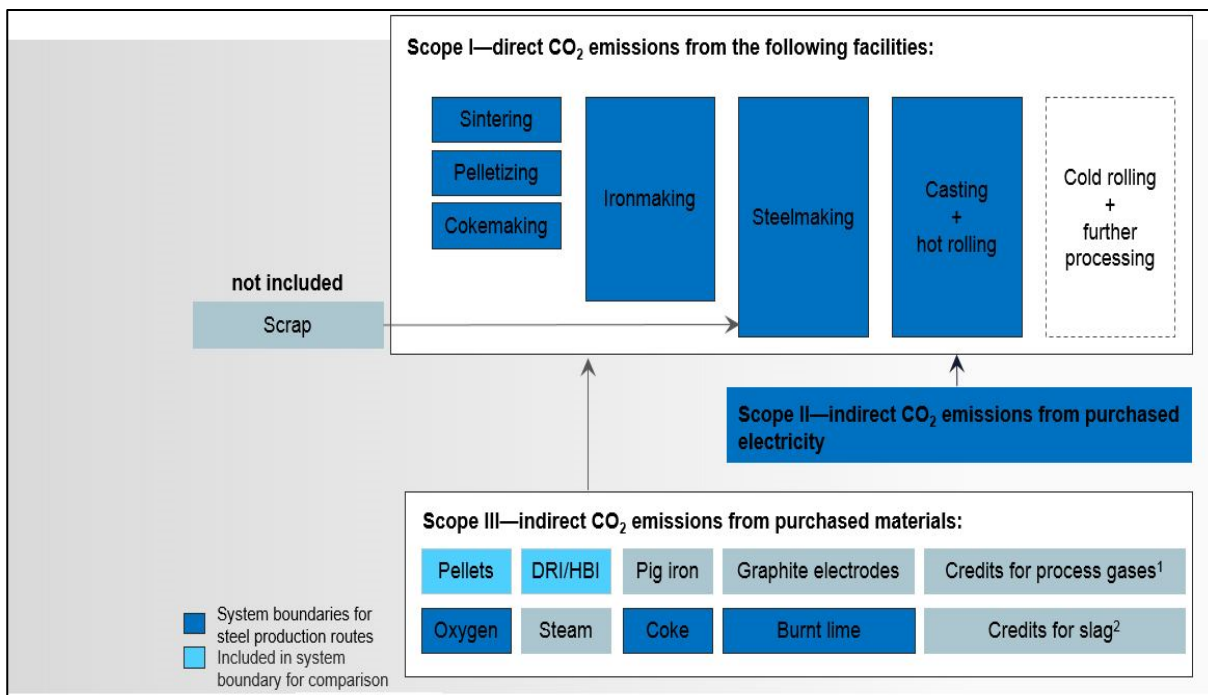 Scope I—direct CO₂ emissions from the following facilities:
Sintering
Pelletizing
Cokemaking
Ironmaking
Steelmaking
Casting
+
hot rolling
Cold rolling
+
further
processing
not included
Scrap
Scope II—indirect CO₂ emissions from purchased
electricity
Scope III—indirect CO₂ emissions from purchased materials:
Pellets
DRI/HBI
Pig iron
Graphite electrodes
Credits for process gases¹
Oxygen
Steam
Coke
Burnt lime
Credits for slag²
System boundaries for
steel production routes
Included in system
boundary for comparison